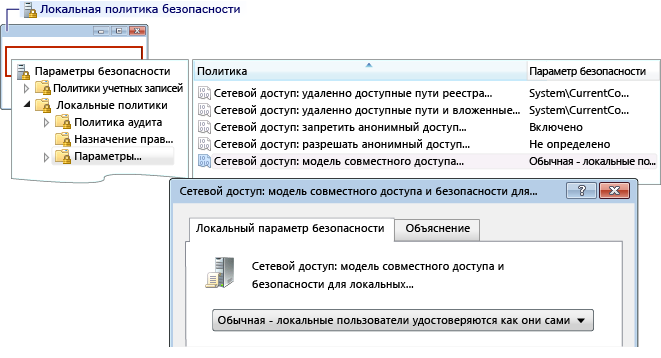 Локальная политика безопасности
Параметры безопасности
Политики учетных записей
Локальные политики
Политика аудита
Назначение прав...
Параметры...
Политика
Параметр безопасности
Сетевой доступ: удаленно доступные пути реестра...
System\CurrentCo...
Сетевой доступ: удаленно доступные пути и вложенные...
System\CurrentCo...
Сетевой доступ: запретить анонимный доступ...
Включено
Сетевой доступ: разрешать анонимный доступ...
Не определено
Сетевой доступ: модель совместного доступа...
Обычная - локальные по...
Сетевой доступ: модель совместного доступа и безопасности для...
Локальный параметр безопасности
Объяснение
Сетевой доступ: модель совместного доступа и
безопасности для локальных...
Обычная - локальные пользователи удостоверяются как они сами